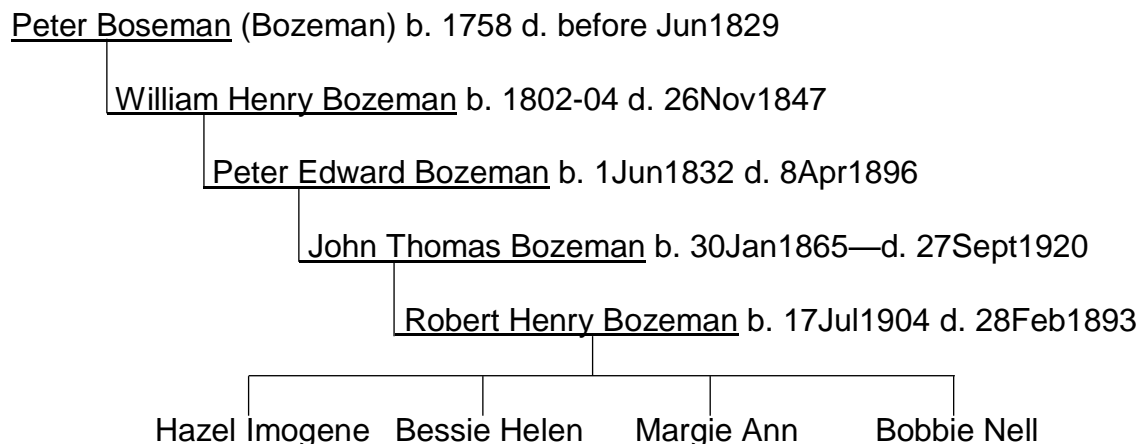 Peter Boseman (Bozeman) b. 1758 d. before Jun1829
William Henry Bozeman b. 1802-04 d. 26Nov1847
Peter Edward Bozeman b. 1Jun1832 d. 8Apr1896
John Thomas Bozeman b. 30Jan1865—d. 27Sept1920
Robert Henry Bozeman b. 17Jul1904 d. 28Feb1893
Hazel Imogene Bessie Helen Margie Ann Bobbie Nell